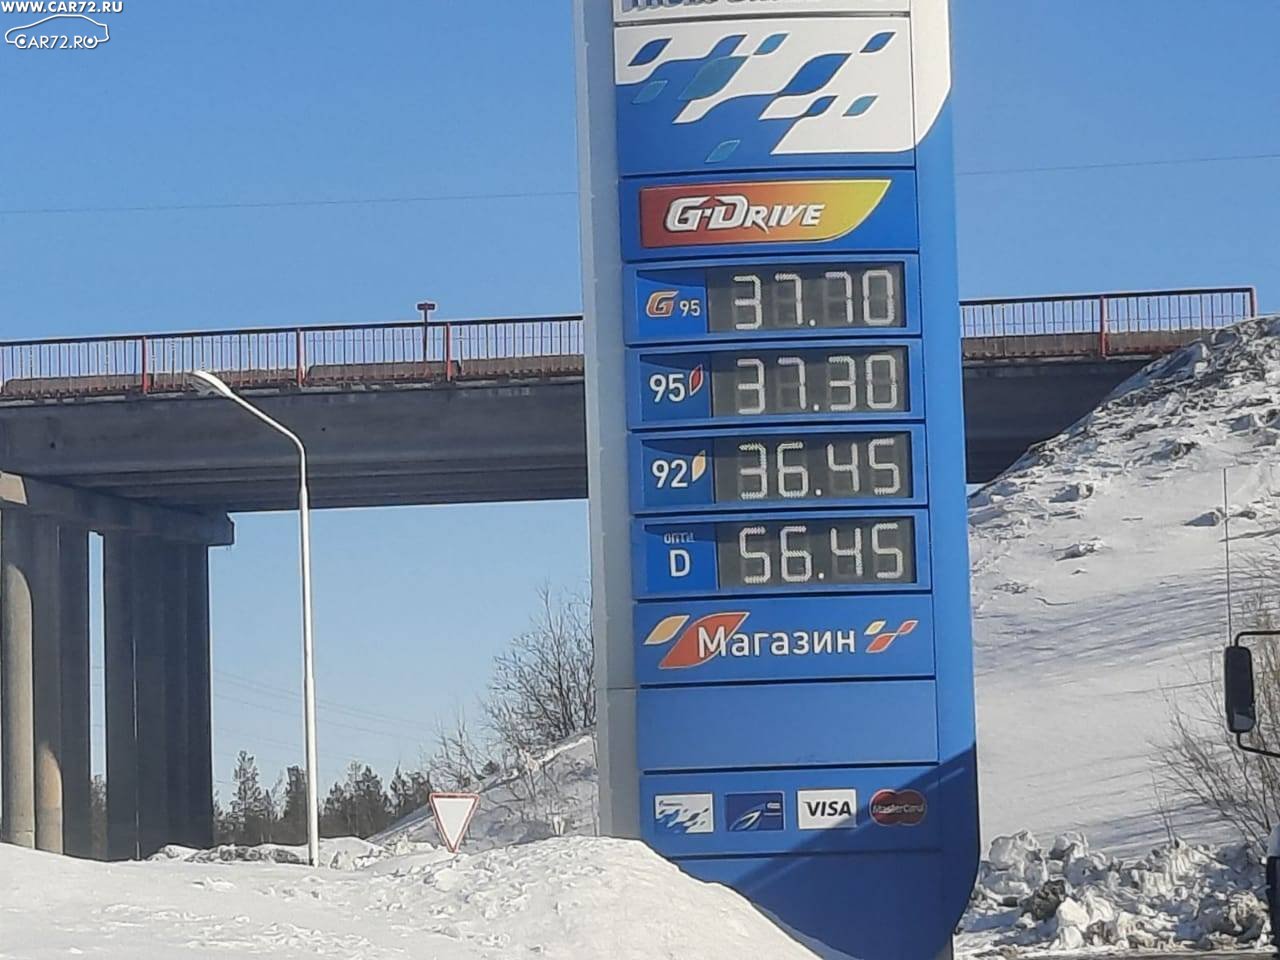 WWW.CAR72.RU
CAR72.RU
G-DRIVE
G 95 37.70
95 37.30
92 36.45
ОПТИ
D 56.45
Магазин
VISA
MasterCard